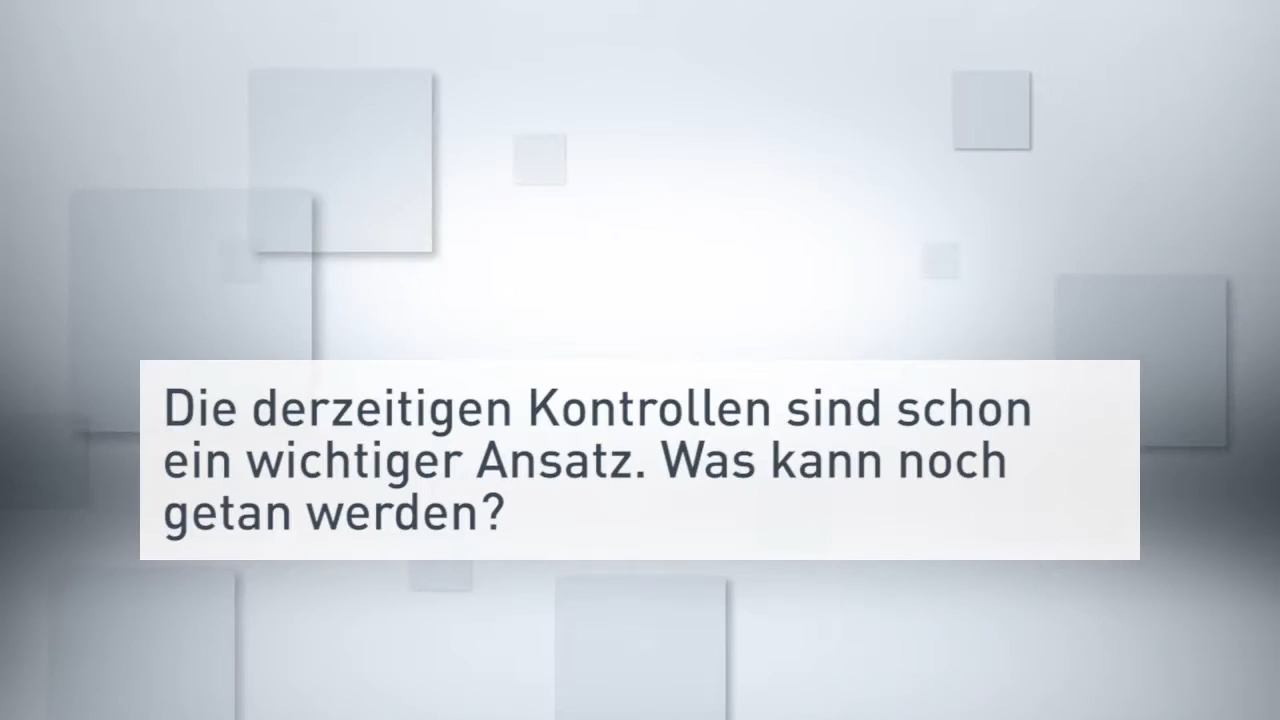 Die derzeitigen Kontrollen sind schon
ein wichtiger Ansatz. Was kann noch
getan werden?